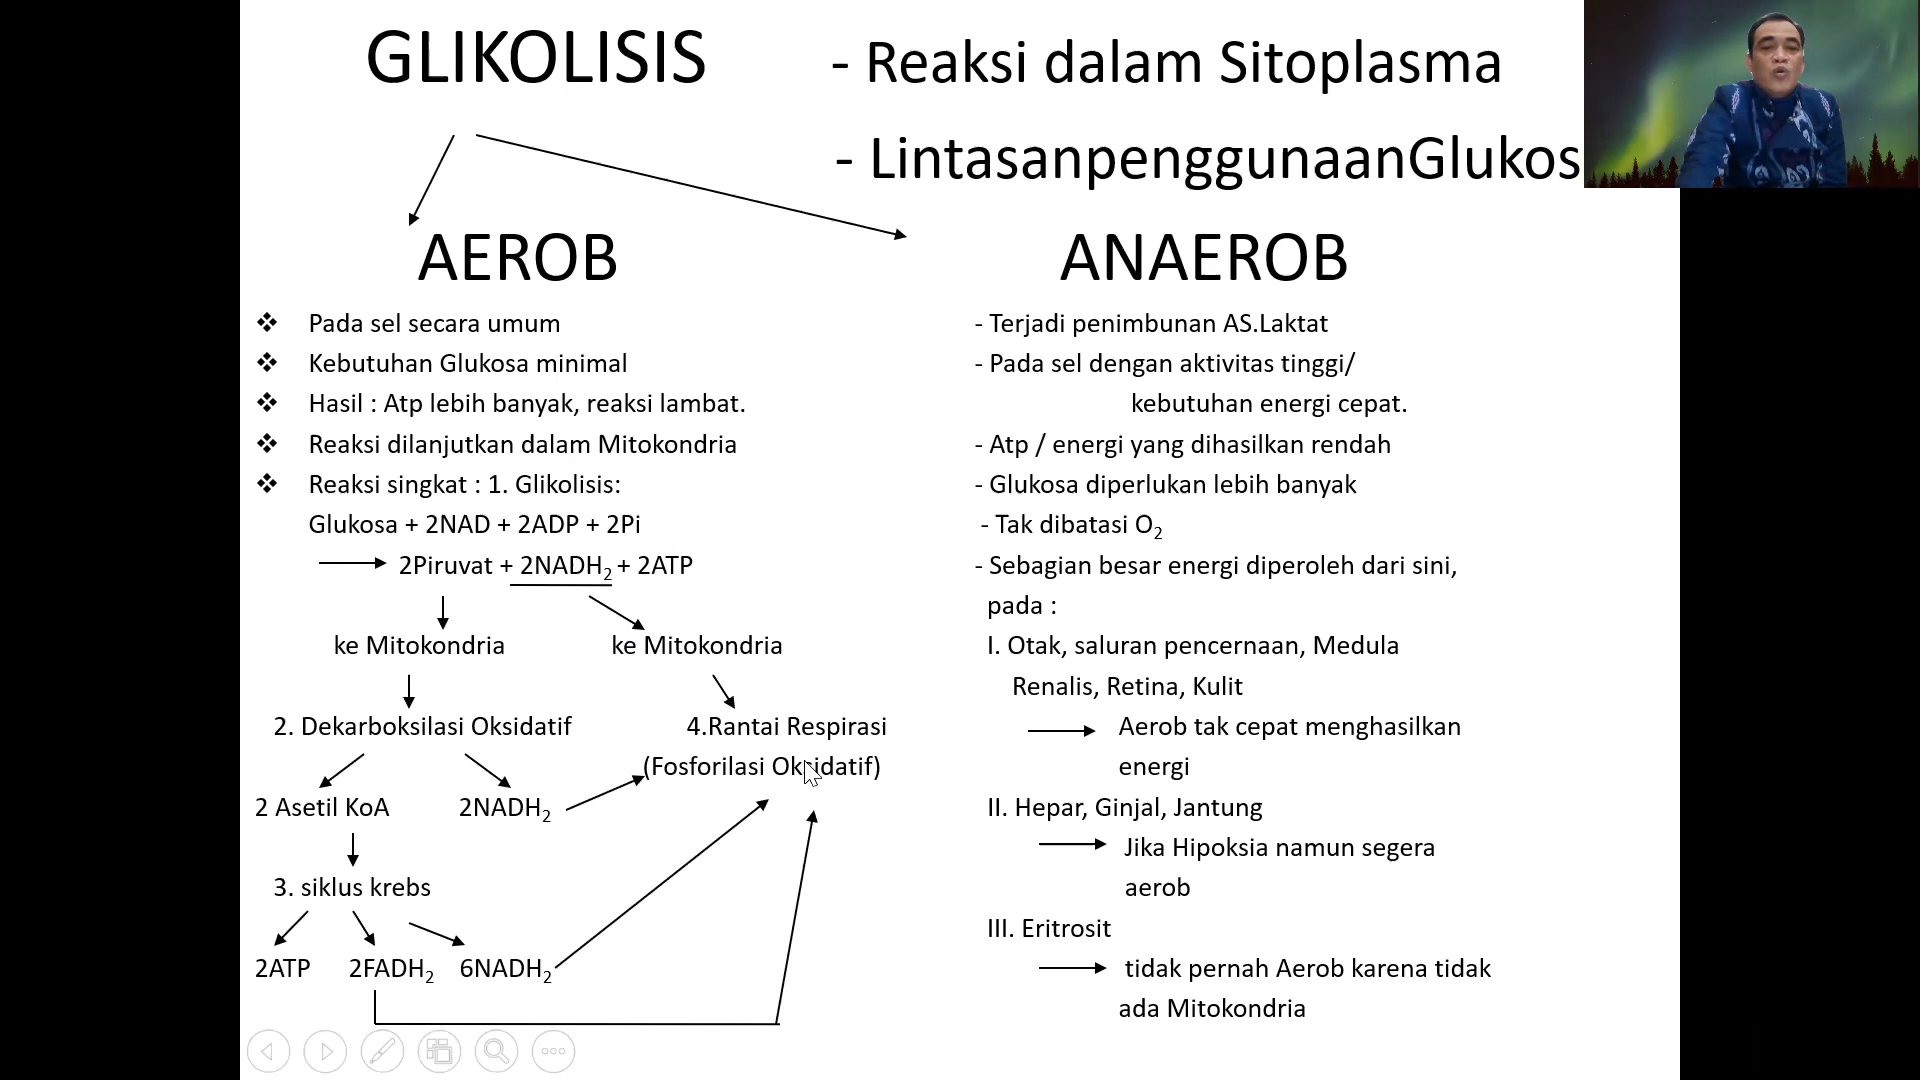 GLIKOLISIS
- Reaksi dalam Sitoplasma
- LintasanpenggunaanGlukos
AEROB
❖ Pada sel secara umum
❖ Kebutuhan Glukosa minimal
❖ Hasil : Atp lebih banyak, reaksi lambat.
❖ Reaksi dilanjutkan dalam Mitokondria
❖ Reaksi singkat : 1. Glikolisis:
Glukosa + 2NAD + 2ADP + 2Pi
2Piruvat + 2NADH₂ + 2ATP
ke Mitokondria
ke Mitokondria
2. Dekarboksilasi Oksidatif
4.Rantai Respirasi
(Fosforilasi Oksidatif)
2 Asetil KoA
2NADH₂
3. siklus krebs
2ATP
2FADH₂
6NADH₂
ANAEROB
- Terjadi penimbunan AS.Laktat
- Pada sel dengan aktivitas tinggi/
kebutuhan energi cepat.
- Atp / energi yang dihasilkan rendah
- Glukosa diperlukan lebih banyak
- Tak dibatasi O₂
- Sebagian besar energi diperoleh dari sini,
pada :
I. Otak, saluran pencernaan, Medula
Renalis, Retina, Kulit
Aerob tak cepat menghasilkan
energi
II. Hepar, Ginjal, Jantung
Jika Hipoksia namun segera
aerob
III. Eritrosit
tidak pernah Aerob karena tidak
ada Mitokondria